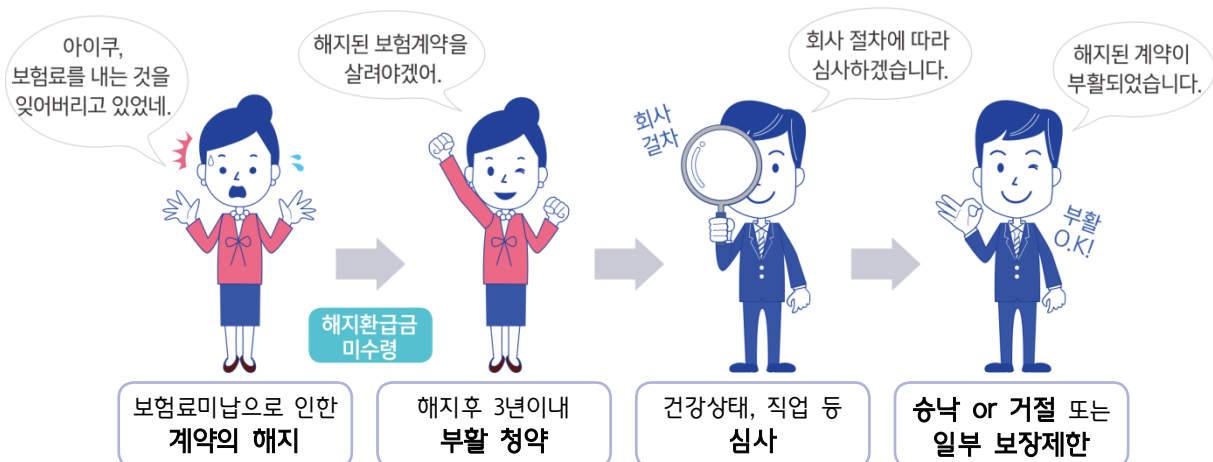 아이쿠,
보험료를 내는 것을
잊어버리고 있었네.
해지된 보험계약을
살려야겠어.
회사 절차에 따라
심사하겠습니다.
해지된 계약이
부활되었습니다.
회사
걸차
부활
O.K!
해지환급금
미수령
보험료미납으로 인한
계약의 해지
해지후 3년이내
부활 청약
건강상태, 직업 등
심사
승낙 or 거절 또는
일부 보장제한